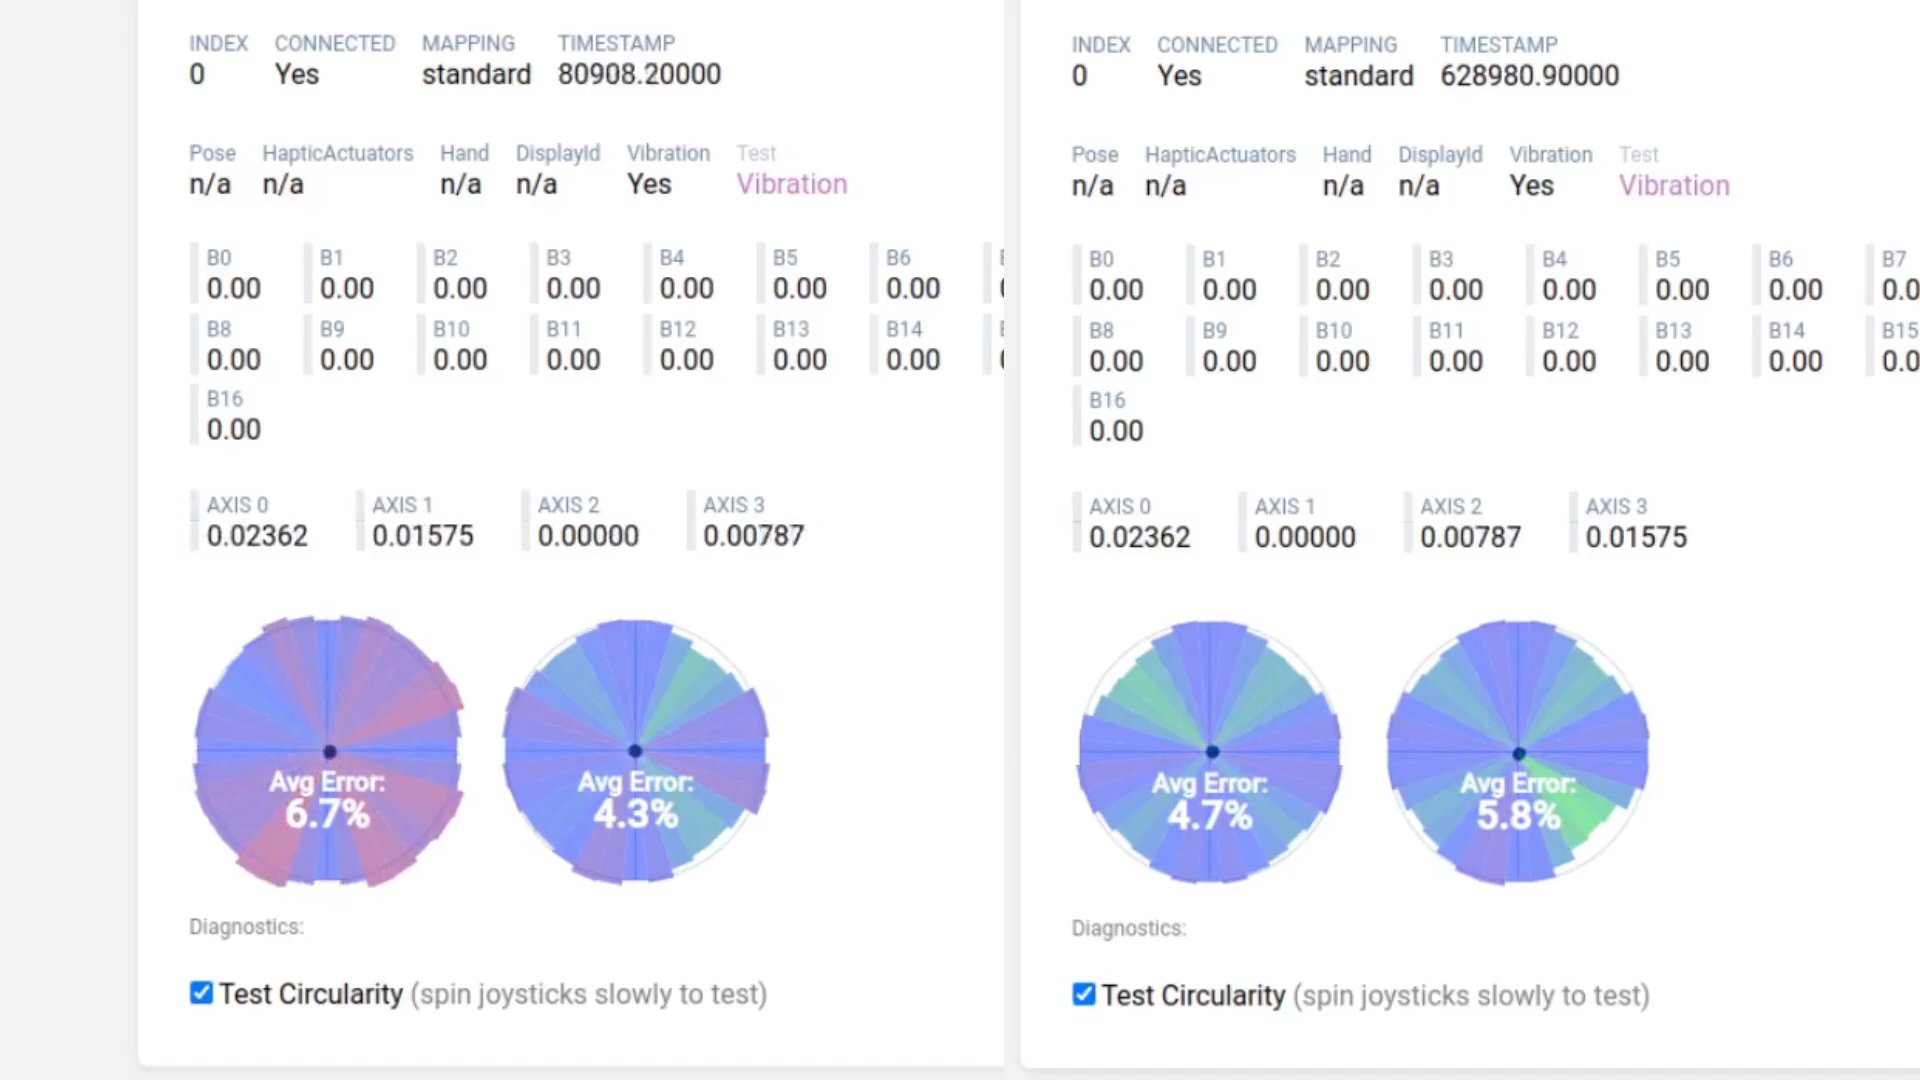 INDEX CONNECTED MAPPING TIMESTAMP
0 Yes standard 80908.20000
Pose HapticActuators Hand DisplayId Vibration Test
n/a n/a n/a n/a Yes Vibration
B0 B1 B2 B3 B4 B5 B6
0.00 0.00 0.00 0.00 0.00 0.00 0.00
B8 B9 B10 B11 B12 B13 B14
0.00 0.00 0.00 0.00 0.00 0.00 0.00
B16
0.00
AXIS 0 AXIS 1 AXIS 2 AXIS 3
0.02362 0.01575 0.00000 0.00787
Avg Error: Avg Error:
6.7% 4.3%
Diagnostics:
Test Circularity (spin joysticks slowly to test)
INDEX CONNECTED MAPPING TIMESTAMP
0 Yes standard 628980.90000
Pose HapticActuators Hand DisplayId Vibration Test
n/a n/a n/a n/a Yes Vibration
B0 B1 B2 B3 B4 B5 B6 B7
0.00 0.00 0.00 0.00 0.00 0.00 0.00 0.0
B8 B9 B10 B11 B12 B13 B14 B15
0.00 0.00 0.00 0.00 0.00 0.00 0.00 0.0
B16
0.00
AXIS 0 AXIS 1 AXIS 2 AXIS 3
0.02362 0.00000 0.00787 0.01575
Avg Error: Avg Error:
4.7% 5.8%
Diagnostics:
Test Circularity (spin joysticks slowly to test)